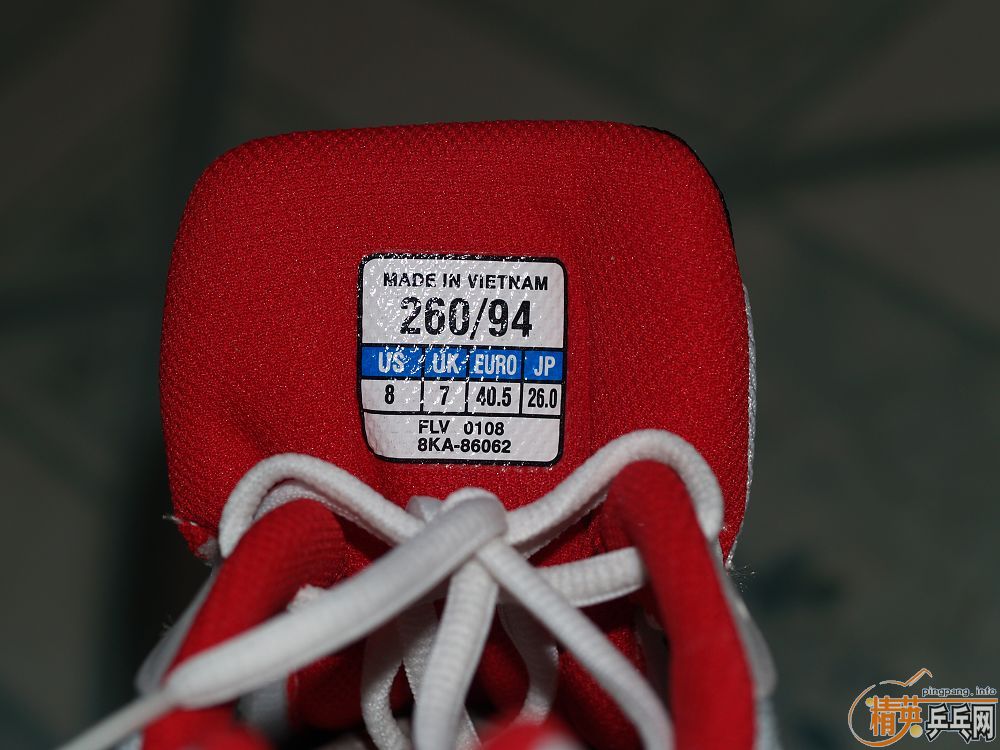 MADE IN VIETNAM
260/94
US UK EURO JP
8 7 40.5 26.0
FLV 0108
8KA-86062
pingpang.info
精英乒乓网